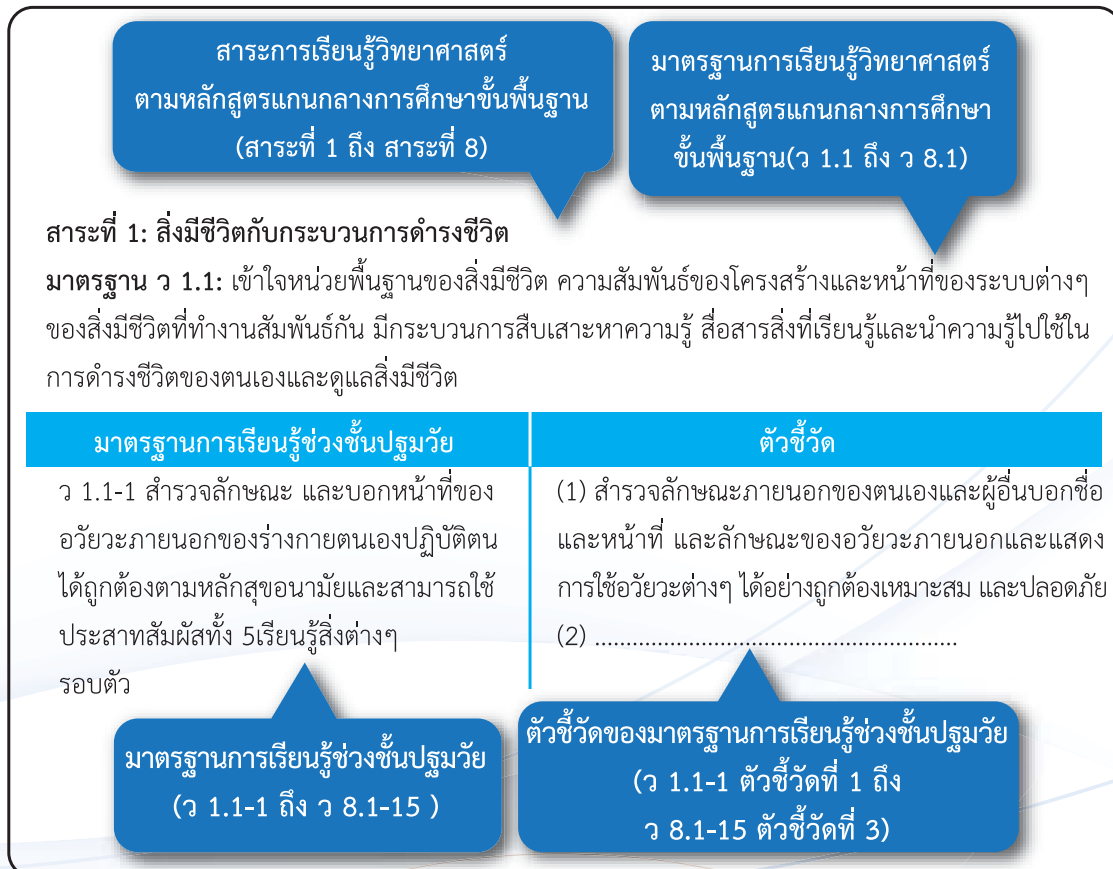 สาระการเรียนรู้วิทยาศาสตร์
ตามหลักสูตรแกนกลางการศึกษาขั้นพื้นฐาน
(สาระที่ 1 ถึง สาระที่ 8)
มาตรฐานการเรียนรู้วิทยาศาสตร์
ตามหลักสูตรแกนกลางการศึกษา
ขั้นพื้นฐาน(ว 1.1 ถึง ว 8.1)
สาระที่ 1: สิ่งมีชีวิตกับกระบวนการดำรงชีวิต
มาตรฐาน ว 1.1: เข้าใจหน่วยพื้นฐานของสิ่งมีชีวิต ความสัมพันธ์ของโครงสร้างและหน้าที่ของระบบต่างๆ
ของสิ่งมีชีวิตที่ทำงานสัมพันธ์กัน มีกระบวนการสืบเสาะหาความรู้ สื่อสารสิ่งที่เรียนรู้และนำความรู้ไปใช้ใน
การดำรงชีวิตของตนเองและดูแลสิ่งมีชีวิต
มาตรฐานการเรียนรู้ช่วงชั้นปฐมวัย
ว 1.1-1 สำรวจลักษณะ และบอกหน้าที่ของ
อวัยวะภายนอกของร่างกายตนเองปฏิบัติตน
ได้ถูกต้องตามหลักสุขอนามัยและสามารถใช้
ประสาทสัมผัสทั้ง 5เรียนรู้สิ่งต่างๆ
รอบตัว
ตัวชี้วัด
(1) สำรวจลักษณะภายนอกของตนเองและผู้อื่นบอกชื่อ
และหน้าที่ และลักษณะของอวัยวะภายนอกและแสดง
การใช้อวัยวะต่างๆ ได้อย่างถูกต้องเหมาะสม และปลอดภัย
(2) ....................................................
มาตรฐานการเรียนรู้ช่วงชั้นปฐมวัย
(ว 1.1-1 ถึง ว 8.1-15 )
ตัวชี้วัดของมาตรฐานการเรียนรู้ช่วงชั้นปฐมวัย
(ว 1.1-1 ตัวชี้วัดที่ 1 ถึง
ว 8.1-15 ตัวชี้วัดที่ 3)